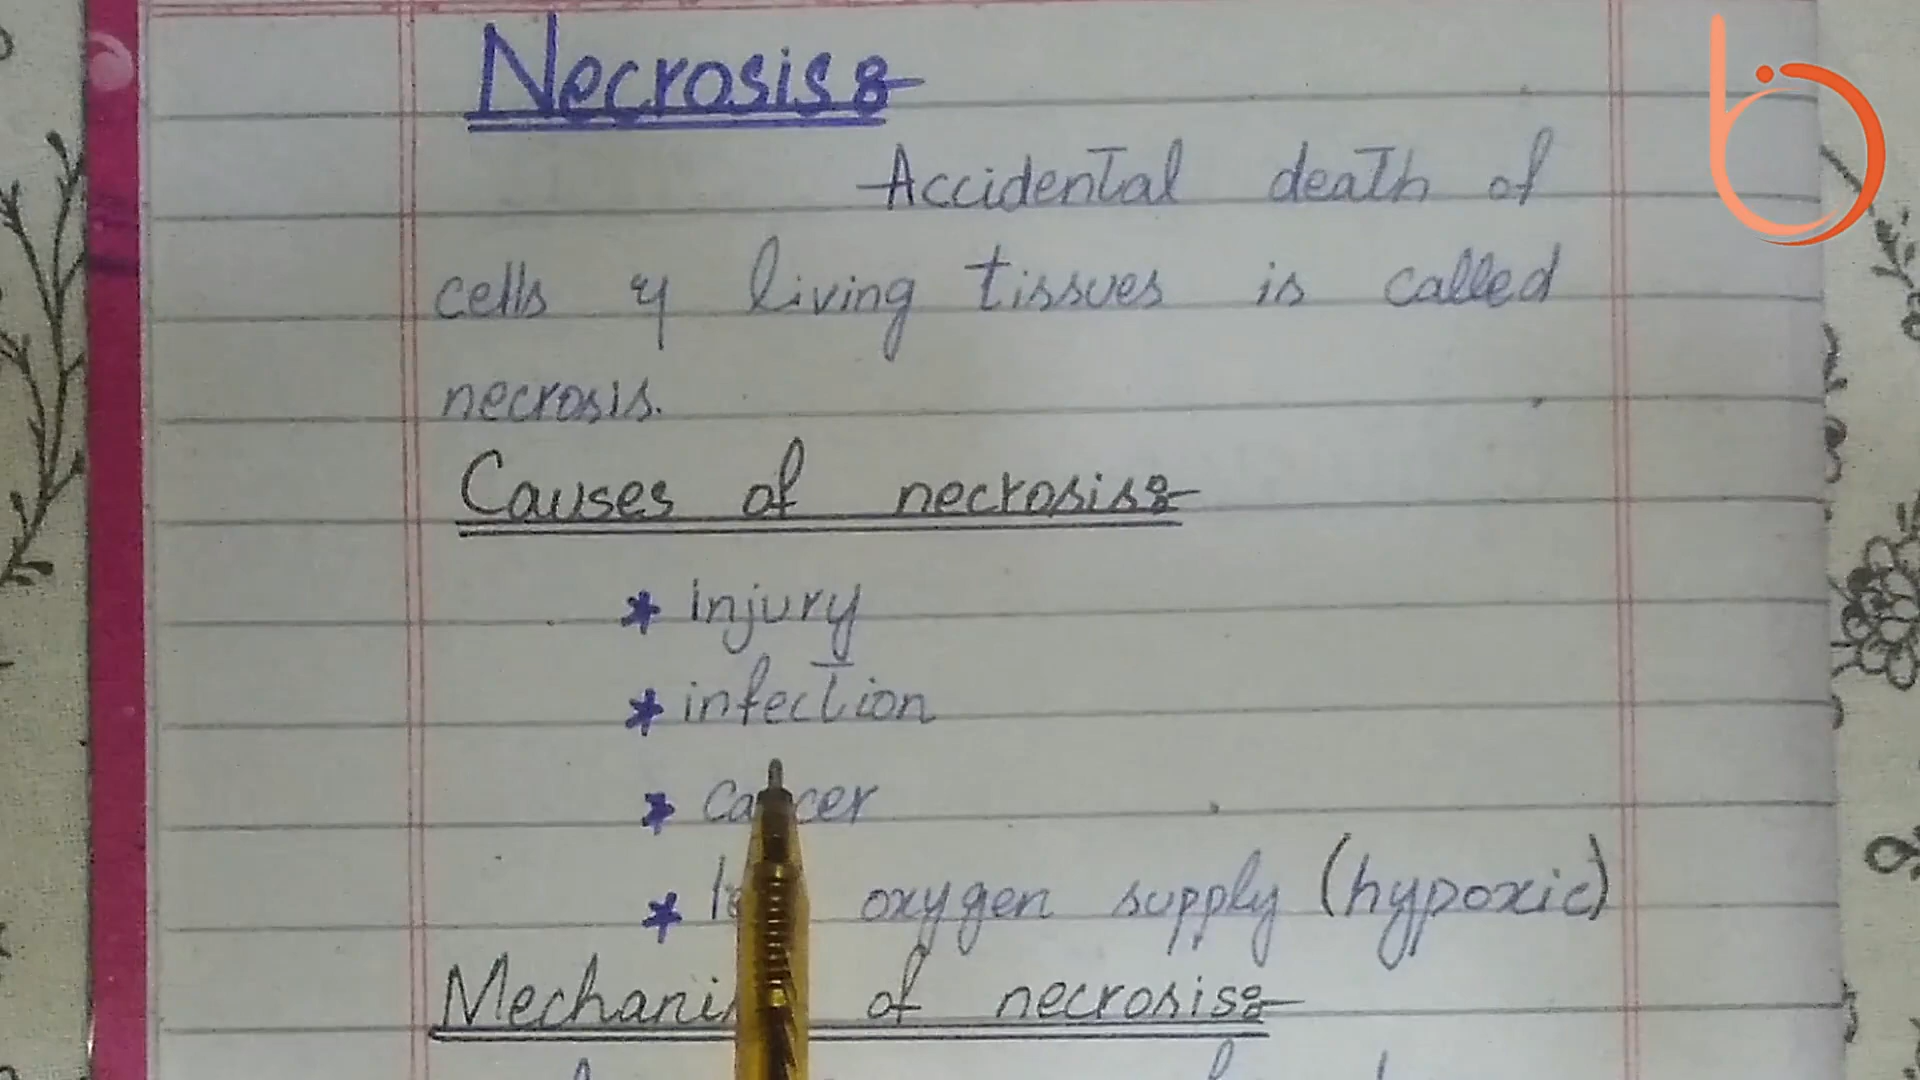 Necrosis:-
Accidental death of
cells & living tissues is called
necrosis.
Causes of necrosis:-
* injury
* infection
* cancer
* oxygen supply (hypoxic)
of necrosis:-